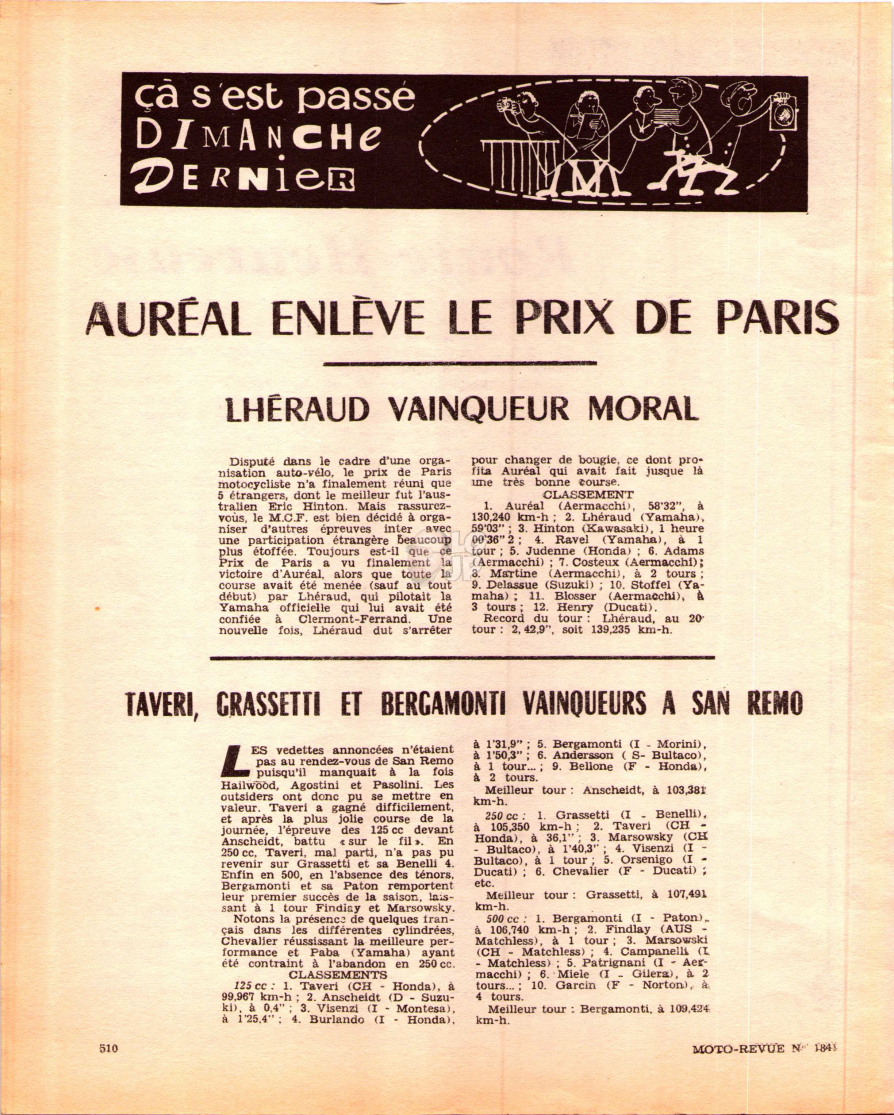 çà s'est passé
DIMANCHE
DERNIER
AURÉAL ENLÈVE LE PRIX DE PARIS
LHÉRAUD VAINQUEUR MORAL
Disputé dans le cadre d'une orga-
nisation auto-vélo, le prix de Paris
motocycliste n'a finalement réuni que
5 étrangers, dont le meilleur fut l'aus-
tralien Eric Hinton. Mais rassurez-
vous, le M.C.F. est bien décidé à orga-
niser d'autres épreuves inter avec
une participation étrangère beaucoup
plus étoffée. Toujours est-il que ce
Prix de Paris a vu finalement la
victoire d'Auréal, alors que toute la
course avait été menée (sauf au tout
début) par Lhéraud, qui pilotait la
Yamaha officielle qui lui avait été
confiée à Clermont-Ferrand. Une
nouvelle fois, Lhéraud dut s'arrêter
pour changer de bougie, ce dont pro-
fita Auréal qui avait fait jusque là
une très bonne course.
CLASSEMENT
1. Auréal (Aermacchi), 58'32", à
130,240 km-h ; 2. Lhéraud (Yamaha),
59'03" ; 3. Hinton (Kawasaki), 1 heure
00'36" 2 ; 4. Ravel (Yamaha), à 1
tour ; 5. Judenne (Honda) ; 6. Adams
(Aermacchi) ; 7. Costeux (Aermacchi) ;
8. Martine (Aermacchi), à 2 tours ;
9. Delassue (Suzuki) ; 10. Stoffel (Ya-
maha) ; 11. Blosser (Aermacchi), à
3 tours ; 12. Henry (Ducati).
Record du tour : Lhéraud, au 20e
tour : 2,42,9", soit 139,235 km-h.
TAVERI, GRASSETTI ET BERGAMONTI VAINQUEURS A SAN REMO
LES vedettes annoncées n'étaient
pas au rendez-vous de San Remo
puisqu'il manquait à la fois
Hailwood, Agostini et Pasolini. Les
outsiders ont donc pu se mettre en
valeur. Taveri a gagné difficilement,
et après la plus jolie course de la
journée, l'épreuve des 125 cc devant
Anscheidt, battu « sur le fil ». En
250 cc, Taveri, mal parti, n'a pas pu
revenir sur Grassetti et sa Benelli 4.
Enfin en 500, en l'absence des ténors,
Bergamonti et sa Paton remportent
leur premier succès de la saison, lais-
sant à 1 tour Findlay et Marsowsky.
Notons la présence de quelques fran-
çais dans les différentes cylindrées,
Chevalier réussissant la meilleure per-
formance et Paba (Yamaha) ayant
été contraint à l'abandon en 250 cc.
CLASSEMENTS
125 cc : 1. Taveri (CH - Honda), à
99,967 km-h ; 2. Anscheidt (D - Suzu-
ki), à 0,4" ; 3. Visenzi (I - Montesa),
à 1'25,4" ; 4. Burlando (I - Honda),
à 1'31,9" ; 5. Bergamonti (I - Morini),
à 1'50,3" ; 6. Andersson ( S- Bultaco),
à 1 tour... ; 9. Bellone (F - Honda),
à 2 tours.
Meilleur tour : Anscheidt, à 103,381
km-h.
250 cc : 1. Grassetti (I - Benelli),
à 105,350 km-h ; 2. Taveri (CH -
Honda), à 36,1" ; 3. Marsowsky (CH
- Bultaco), à 1'40,3" ; 4. Visenzi (I -
Bultaco), à 1 tour ; 5. Orsenigo (I -
Ducati) ; 6. Chevalier (F - Ducati) ;
etc.
Meilleur tour : Grassetti, à 107,491
km-h.
500 cc : 1. Bergamonti (I - Paton),
à 106,740 km-h ; 2. Findlay (AUS -
Matchless), à 1 tour ; 3. Marsowski
(CH - Matchless) ; 4. Campanelli (I
- Matchless) ; 5. Patrignani (I - Aer-
macchi) ; 6. Miele (I - Gilera), à 2
tours... ; 10. Garcin (F - Norton), à
4 tours.
Meilleur tour : Bergamonti, à 109,424
km-h.
510
MOTO-REVUE N°